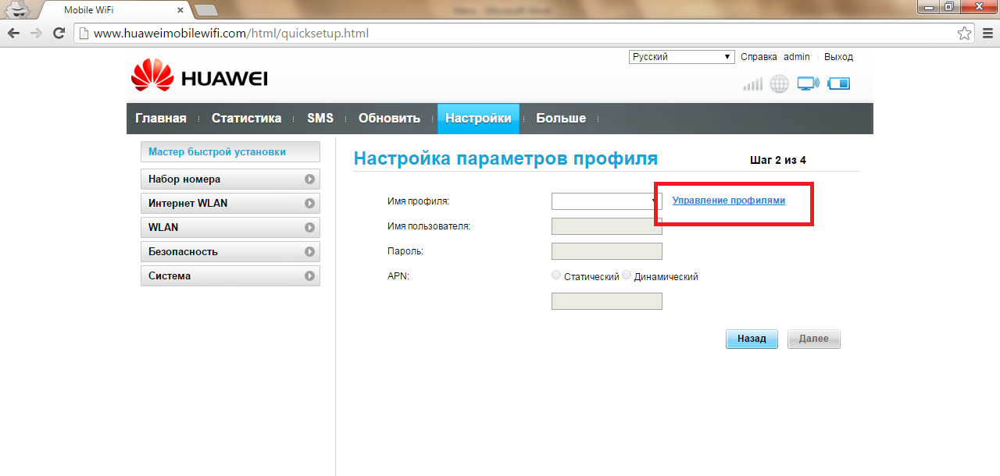 Mobile WiFi
www.huaweimobilewifi.com/html/quicksetup.html
Русский Справка admin Выход
HUAWEI
Главная Статистика SMS Обновить Настройки Больше
Мастер быстрой установки
Набор номера
Интернет WLAN
WLAN
Безопасность
Система
Настройка параметров профиля Шаг 2 из 4
Имя профиля: Управление профилями
Имя пользователя:
Пароль:
APN: Статический Динамический
Назад Далее